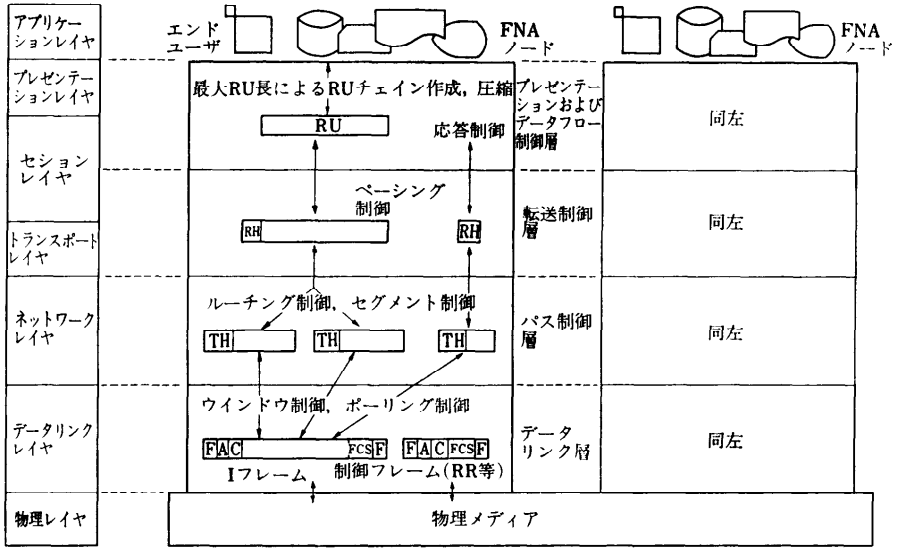 アプリケー
ションレイヤ
エンド
ユーザ
FNA
ノード
FNA
ノード
プレゼンテー
ションレイヤ
最大RU長によるRUチェイン作成, 圧縮
RU
応答制御
プレゼンテー
ションおよび
データフロー
制御層
同左
セション
レイヤ
ペーシング
制御
RH
RH
転送制御
層
同左
トランスポート
レイヤ
ネットワーク
レイヤ
ルーチング制御, セグメント制御
TH
TH
TH
パス制御
層
同左
データリンク
レイヤ
ウインドウ制御, ポーリング制御
F A C
FCS F
F A C FCS F
Iフレーム
制御フレーム(RR等)
データ
リンク層
同左
物理レイヤ
物理メディア